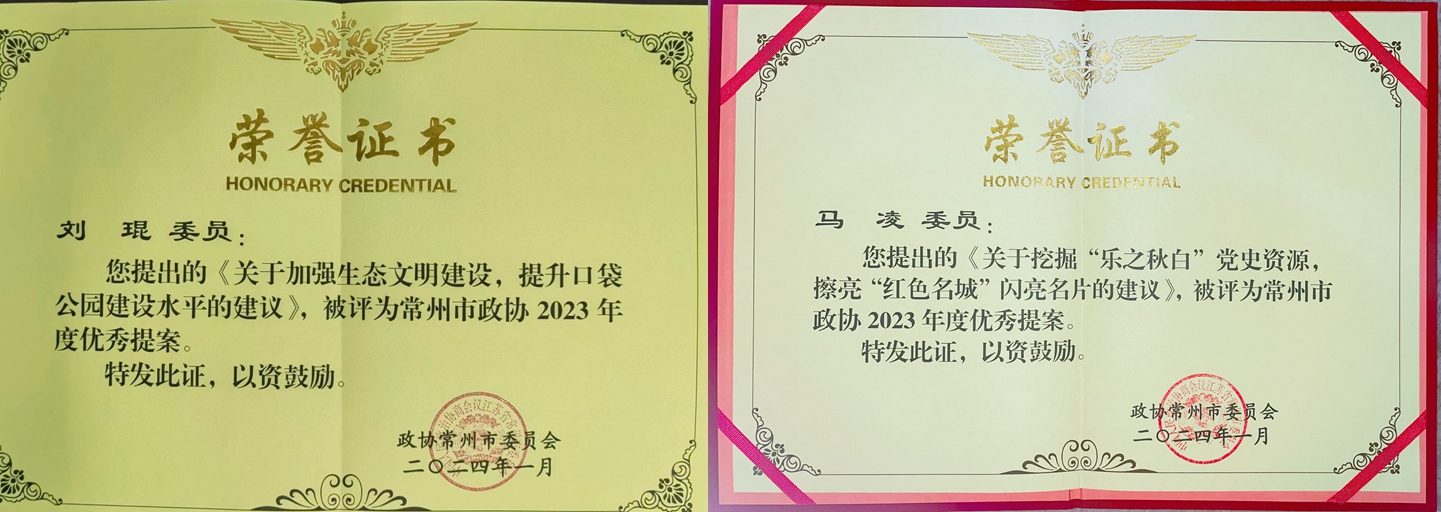 荣誉证书
HONORARY CREDENTIAL
刘 琨 委员：
您提出的《关于加强生态文明建设，提升口袋
公园建设水平的建议》，被评为常州市政协 2023 年
度优秀提案。
特发此证，以资鼓励。
政协常州市委员会
二〇二四年一月
荣誉证书
HONORARY CREDENTIAL
马 凌 委员：
您提出的《关于挖掘“乐之秋白”党史资源，
擦亮“红色名城”闪亮名片的建议》，被评为常州市
政协 2023 年度优秀提案。
特发此证，以资鼓励。
政协常州市委员会
二〇二四年一月